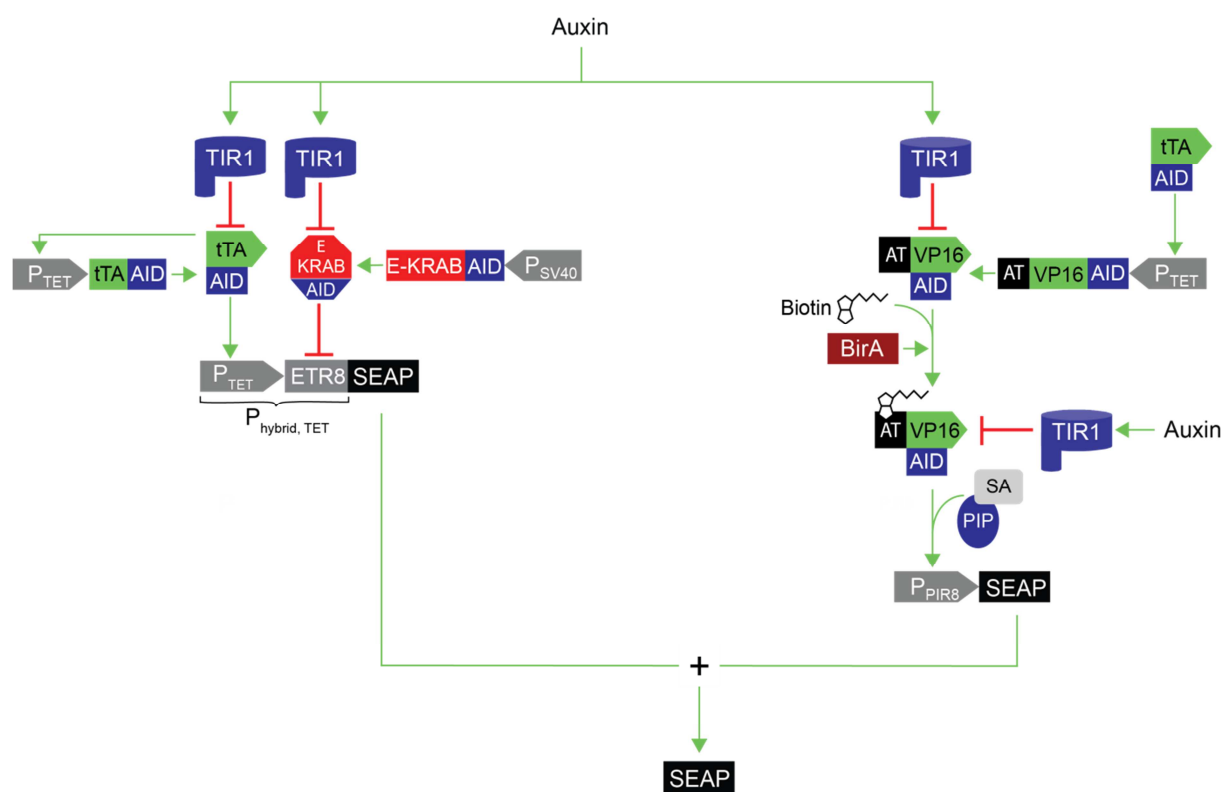 Auxin
TIR1
TIR1
TIR1
tTA
AID
tTA
AID
P TET
tTA AID
E
KRAB
AID
E-KRAB AID
P SV40
AT VP16
AID
AT VP16 AID
P TET
Biotin
BirA
P TET
ETR8 SEAP
P hybrid, TET
AT VP16
AID
TIR1
Auxin
SA
PIP
P PIR8
SEAP
+
SEAP